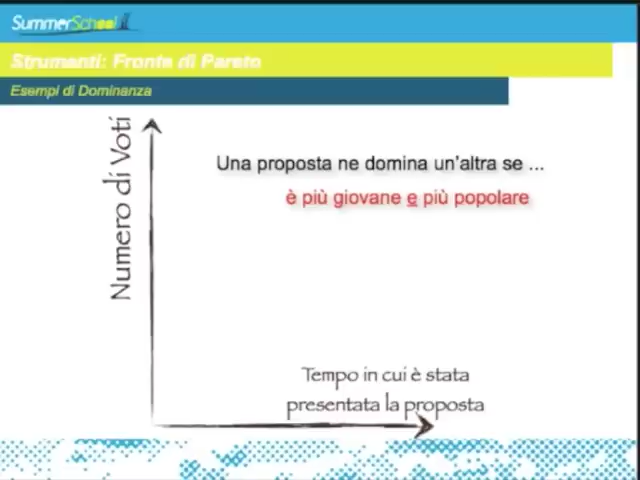 SummerSchool
Strumenti: Fronte di Pareto
Esempi di Dominanza
Numero di Voti
Una proposta ne domina un'altra se ...
è più giovane e più popolare
Tempo in cui è stata
presentata la proposta